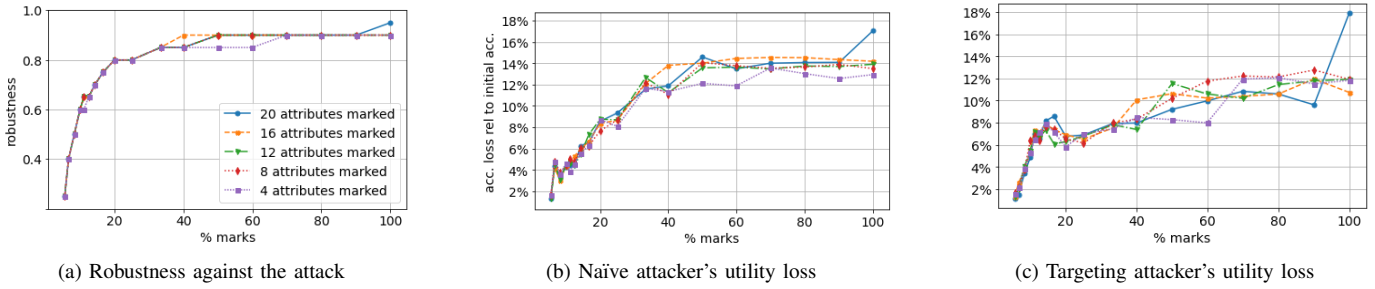 1.0
0.8
0.6
0.4
robustness
20 attributes marked
16 attributes marked
12 attributes marked
8 attributes marked
4 attributes marked
20 40 60 80 100
% marks
(a) Robustness against the attack
18%
16%
14%
12%
10%
8%
6%
4%
2%
acc. loss rel to initial acc.
0 20 40 60 80 100
% marks
(b) Naïve attacker's utility loss
18%
16%
14%
12%
10%
8%
6%
4%
2%
20 40 60 80 100
% marks
(c) Targeting attacker's utility loss